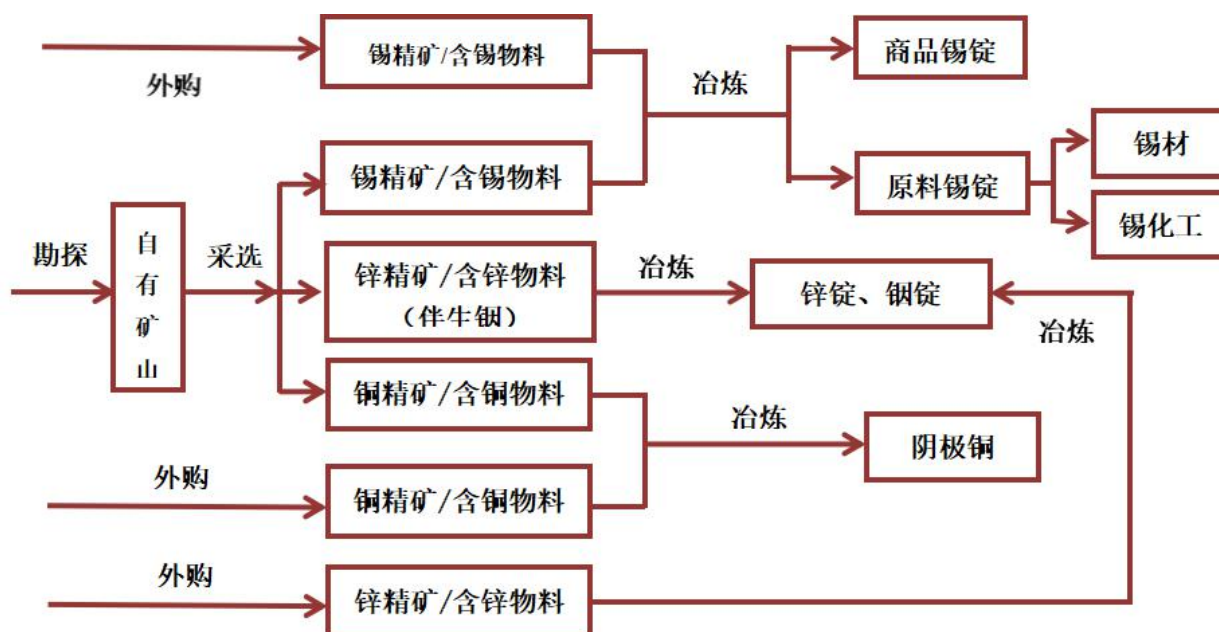 锡精矿/含锡物料
外购
冶炼
商品锡锭
锡精矿/含锡物料
原料锡锭
锡材
锡化工
勘探
自有矿山
采选
锌精矿/含锌物料
（伴生铟）
冶炼
锌锭、铟锭
冶炼
铜精矿/含铜物料
冶炼
阴极铜
外购
铜精矿/含铜物料
外购
锌精矿/含锌物料